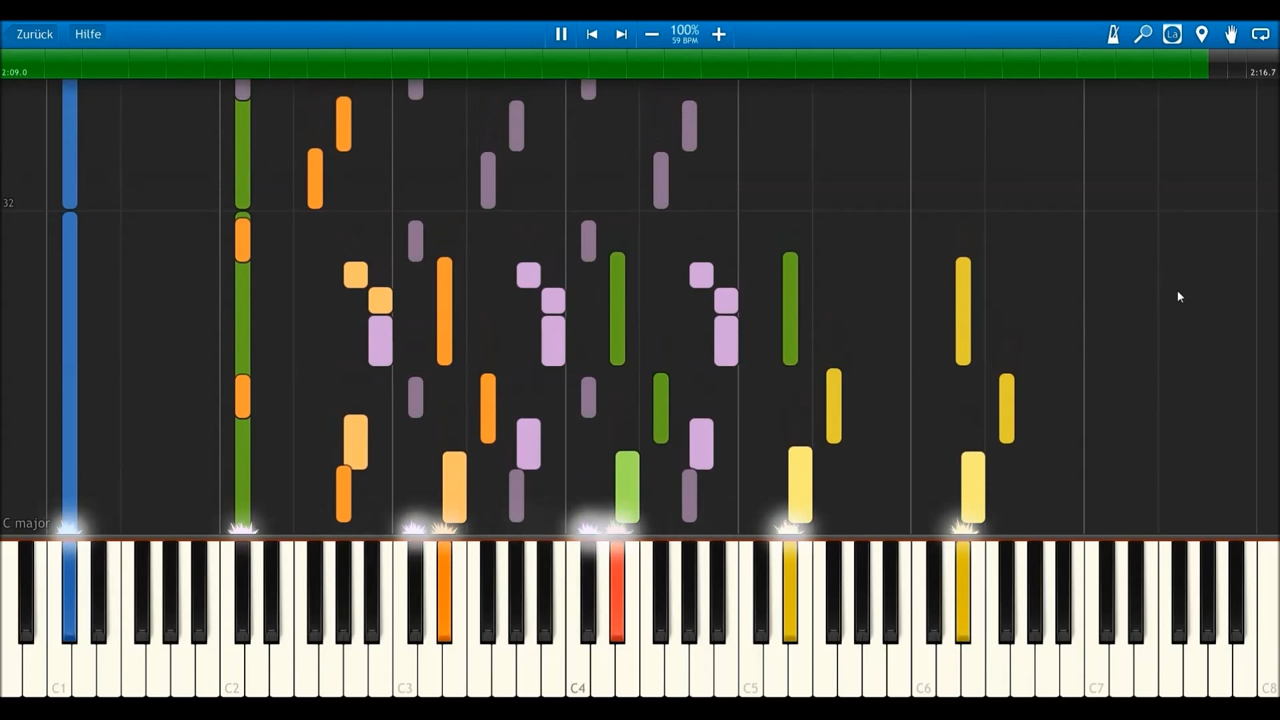 Zurück Hilfe 100%
59 BPM
La
2:09.0 2:16.7
32
C major
C1 C2 C3 C4 C5 C6 C7 C8